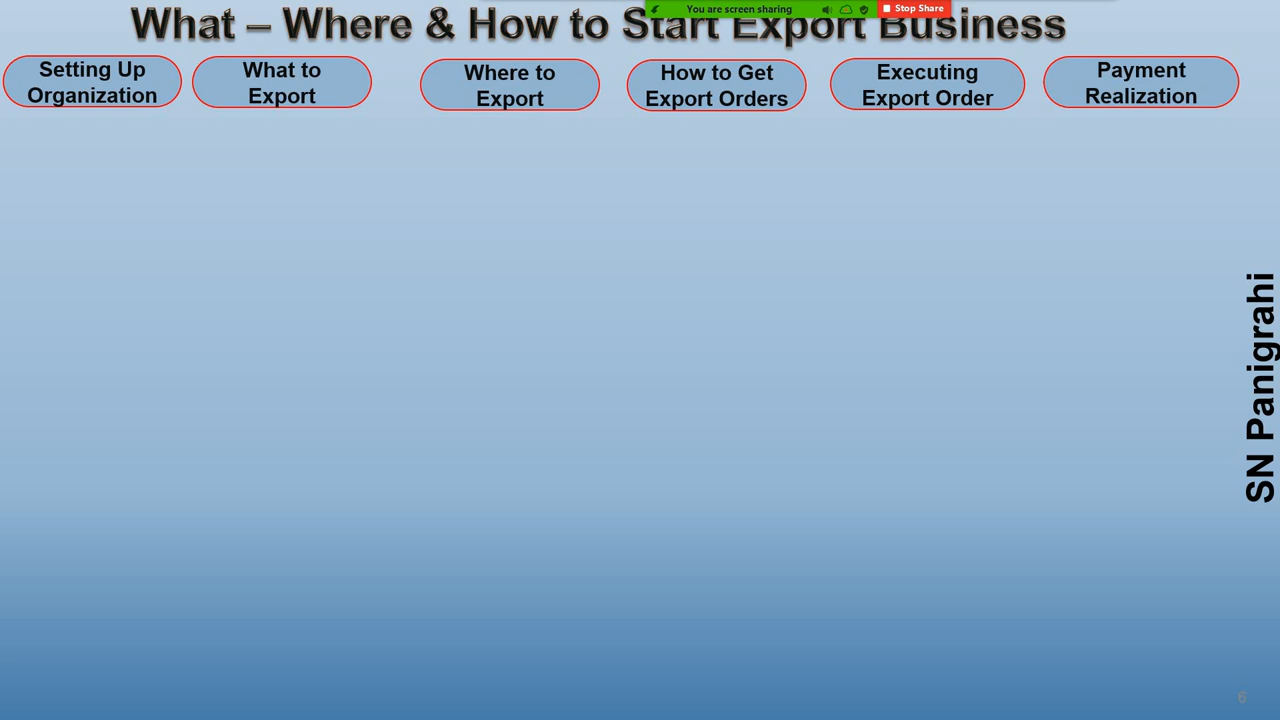 What – Where & How to Start Export Business
You are screen sharing
Stop Share
Setting Up
Organization
What to
Export
Where to
Export
How to Get
Export Orders
Executing
Export Order
Payment
Realization
SN Panigrahi
6